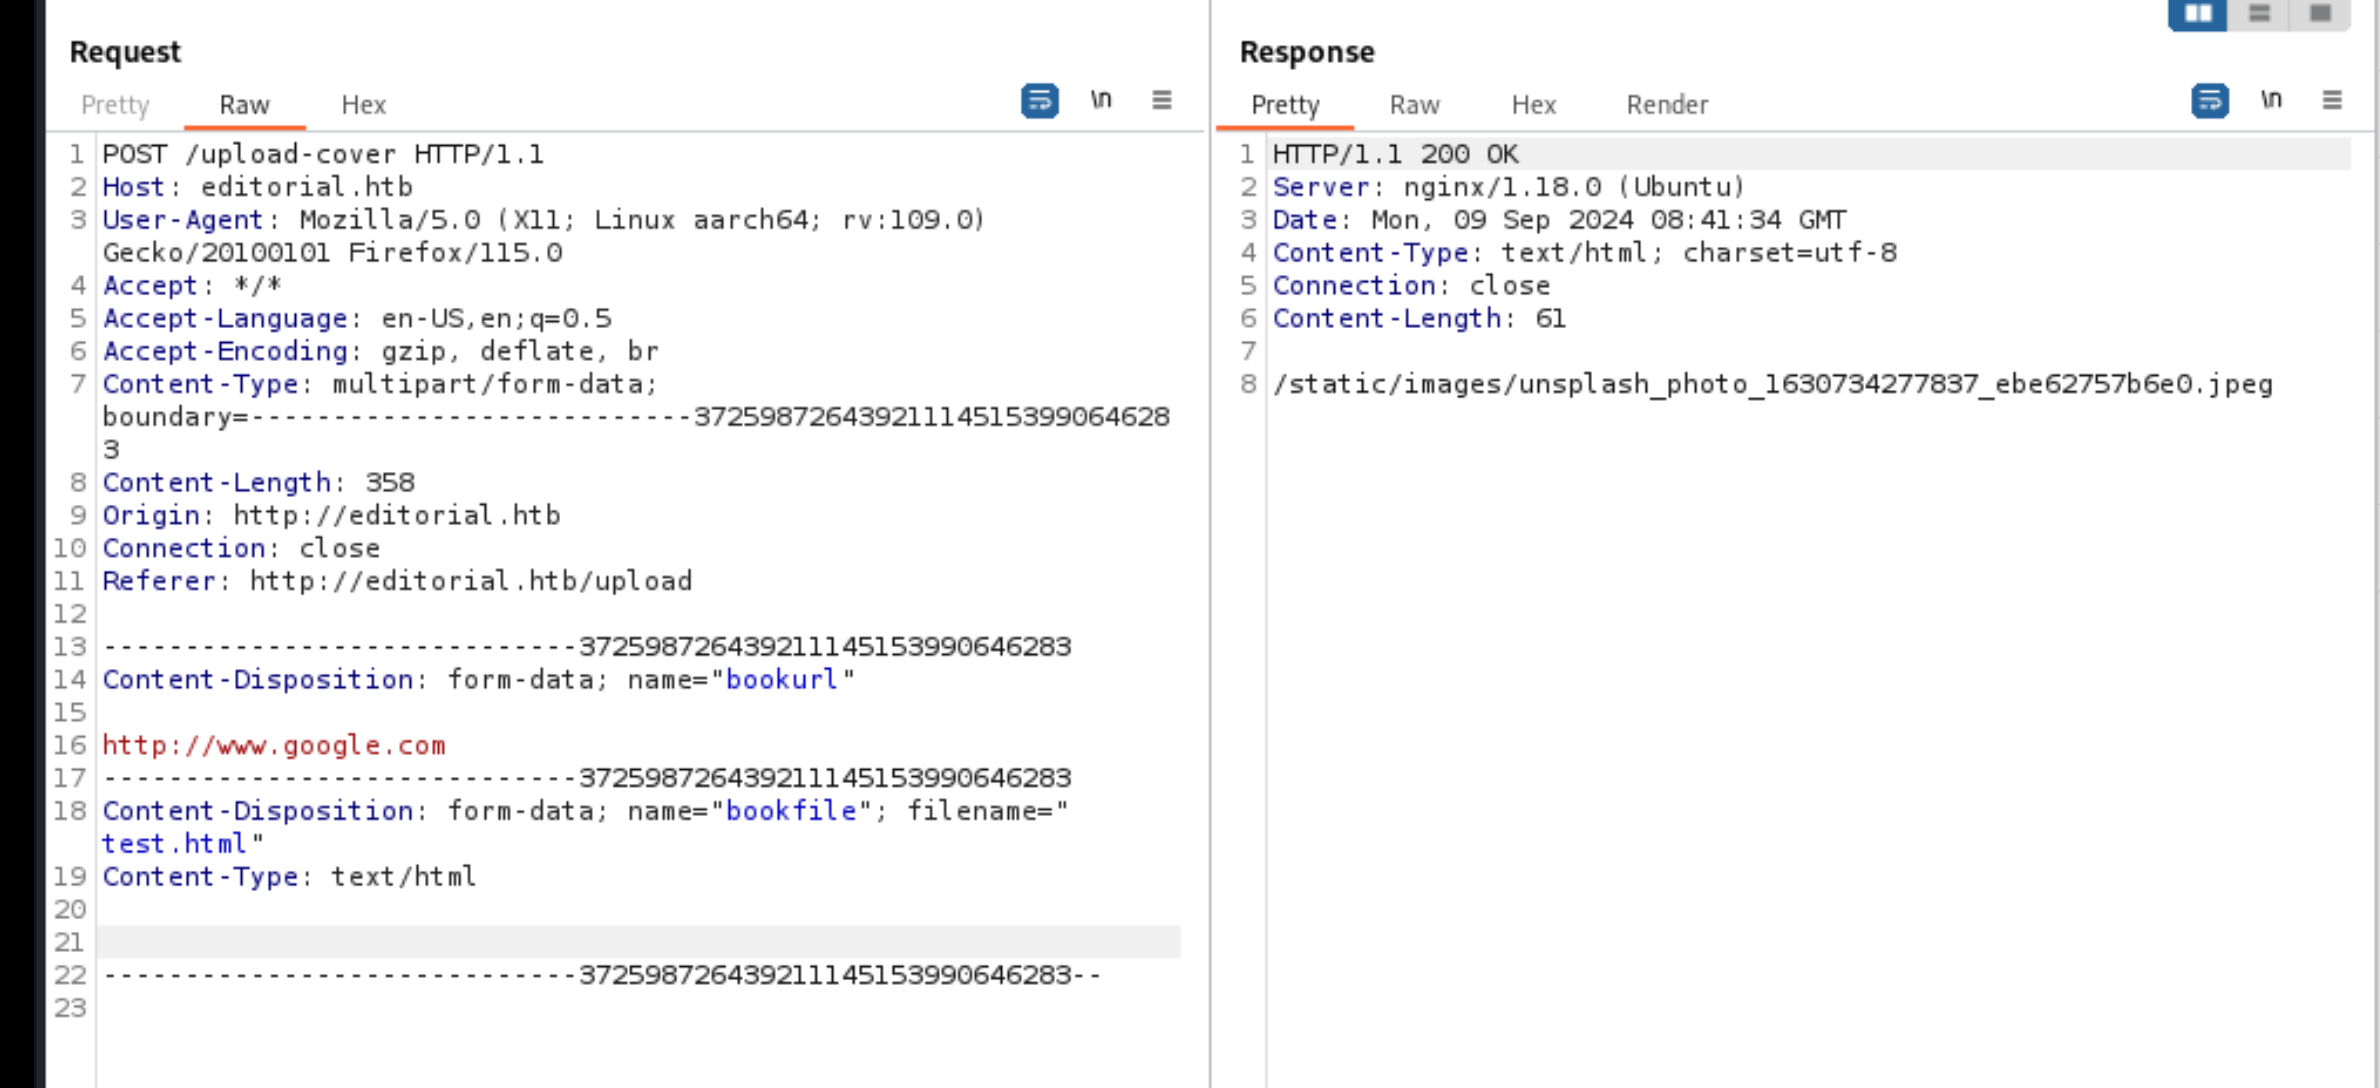 Request
Pretty Raw Hex \n
1 POST /upload-cover HTTP/1.1
2 Host: editorial.htb
3 User-Agent: Mozilla/5.0 (X11; Linux aarch64; rv:109.0)
Gecko/20100101 Firefox/115.0
4 Accept: */*
5 Accept-Language: en-US,en;q=0.5
6 Accept-Encoding: gzip, deflate, br
7 Content-Type: multipart/form-data;
boundary=---------------------------37259872643921114515399064628
3
8 Content-Length: 358
9 Origin: http://editorial.htb
10 Connection: close
11 Referer: http://editorial.htb/upload
12
13 -----------------------------372598726439211145153990646283
14 Content-Disposition: form-data; name="bookurl"
15
16 http://www.google.com
17 -----------------------------372598726439211145153990646283
18 Content-Disposition: form-data; name="bookfile"; filename="
test.html"
19 Content-Type: text/html
20
21
22 -----------------------------372598726439211145153990646283--
23
Response
Pretty Raw Hex Render \n
1 HTTP/1.1 200 OK
2 Server: nginx/1.18.0 (Ubuntu)
3 Date: Mon, 09 Sep 2024 08:41:34 GMT
4 Content-Type: text/html; charset=utf-8
5 Connection: close
6 Content-Length: 61
7
8 /static/images/unsplash_photo_1630734277837_ebe62757b6e0.jpeg